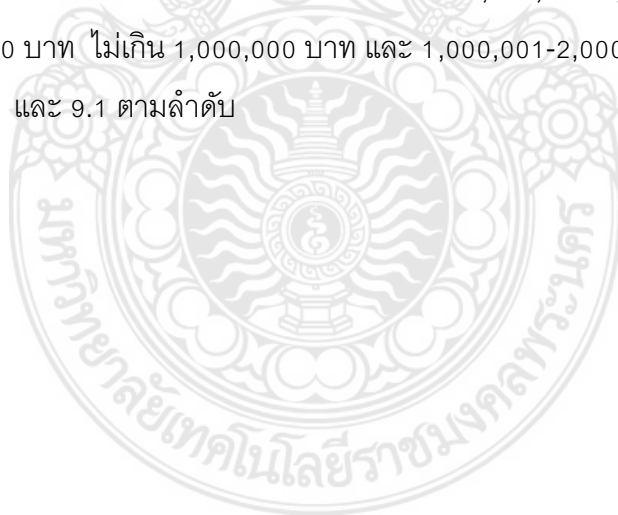 0 บาท ไม่เกิน 1,000,000 บาท และ 1,000,001-2,000
และ 9.1 ตามลำดับ
มหาวิทยาลัยเทคโนโลยีราชมงคลพระนคร